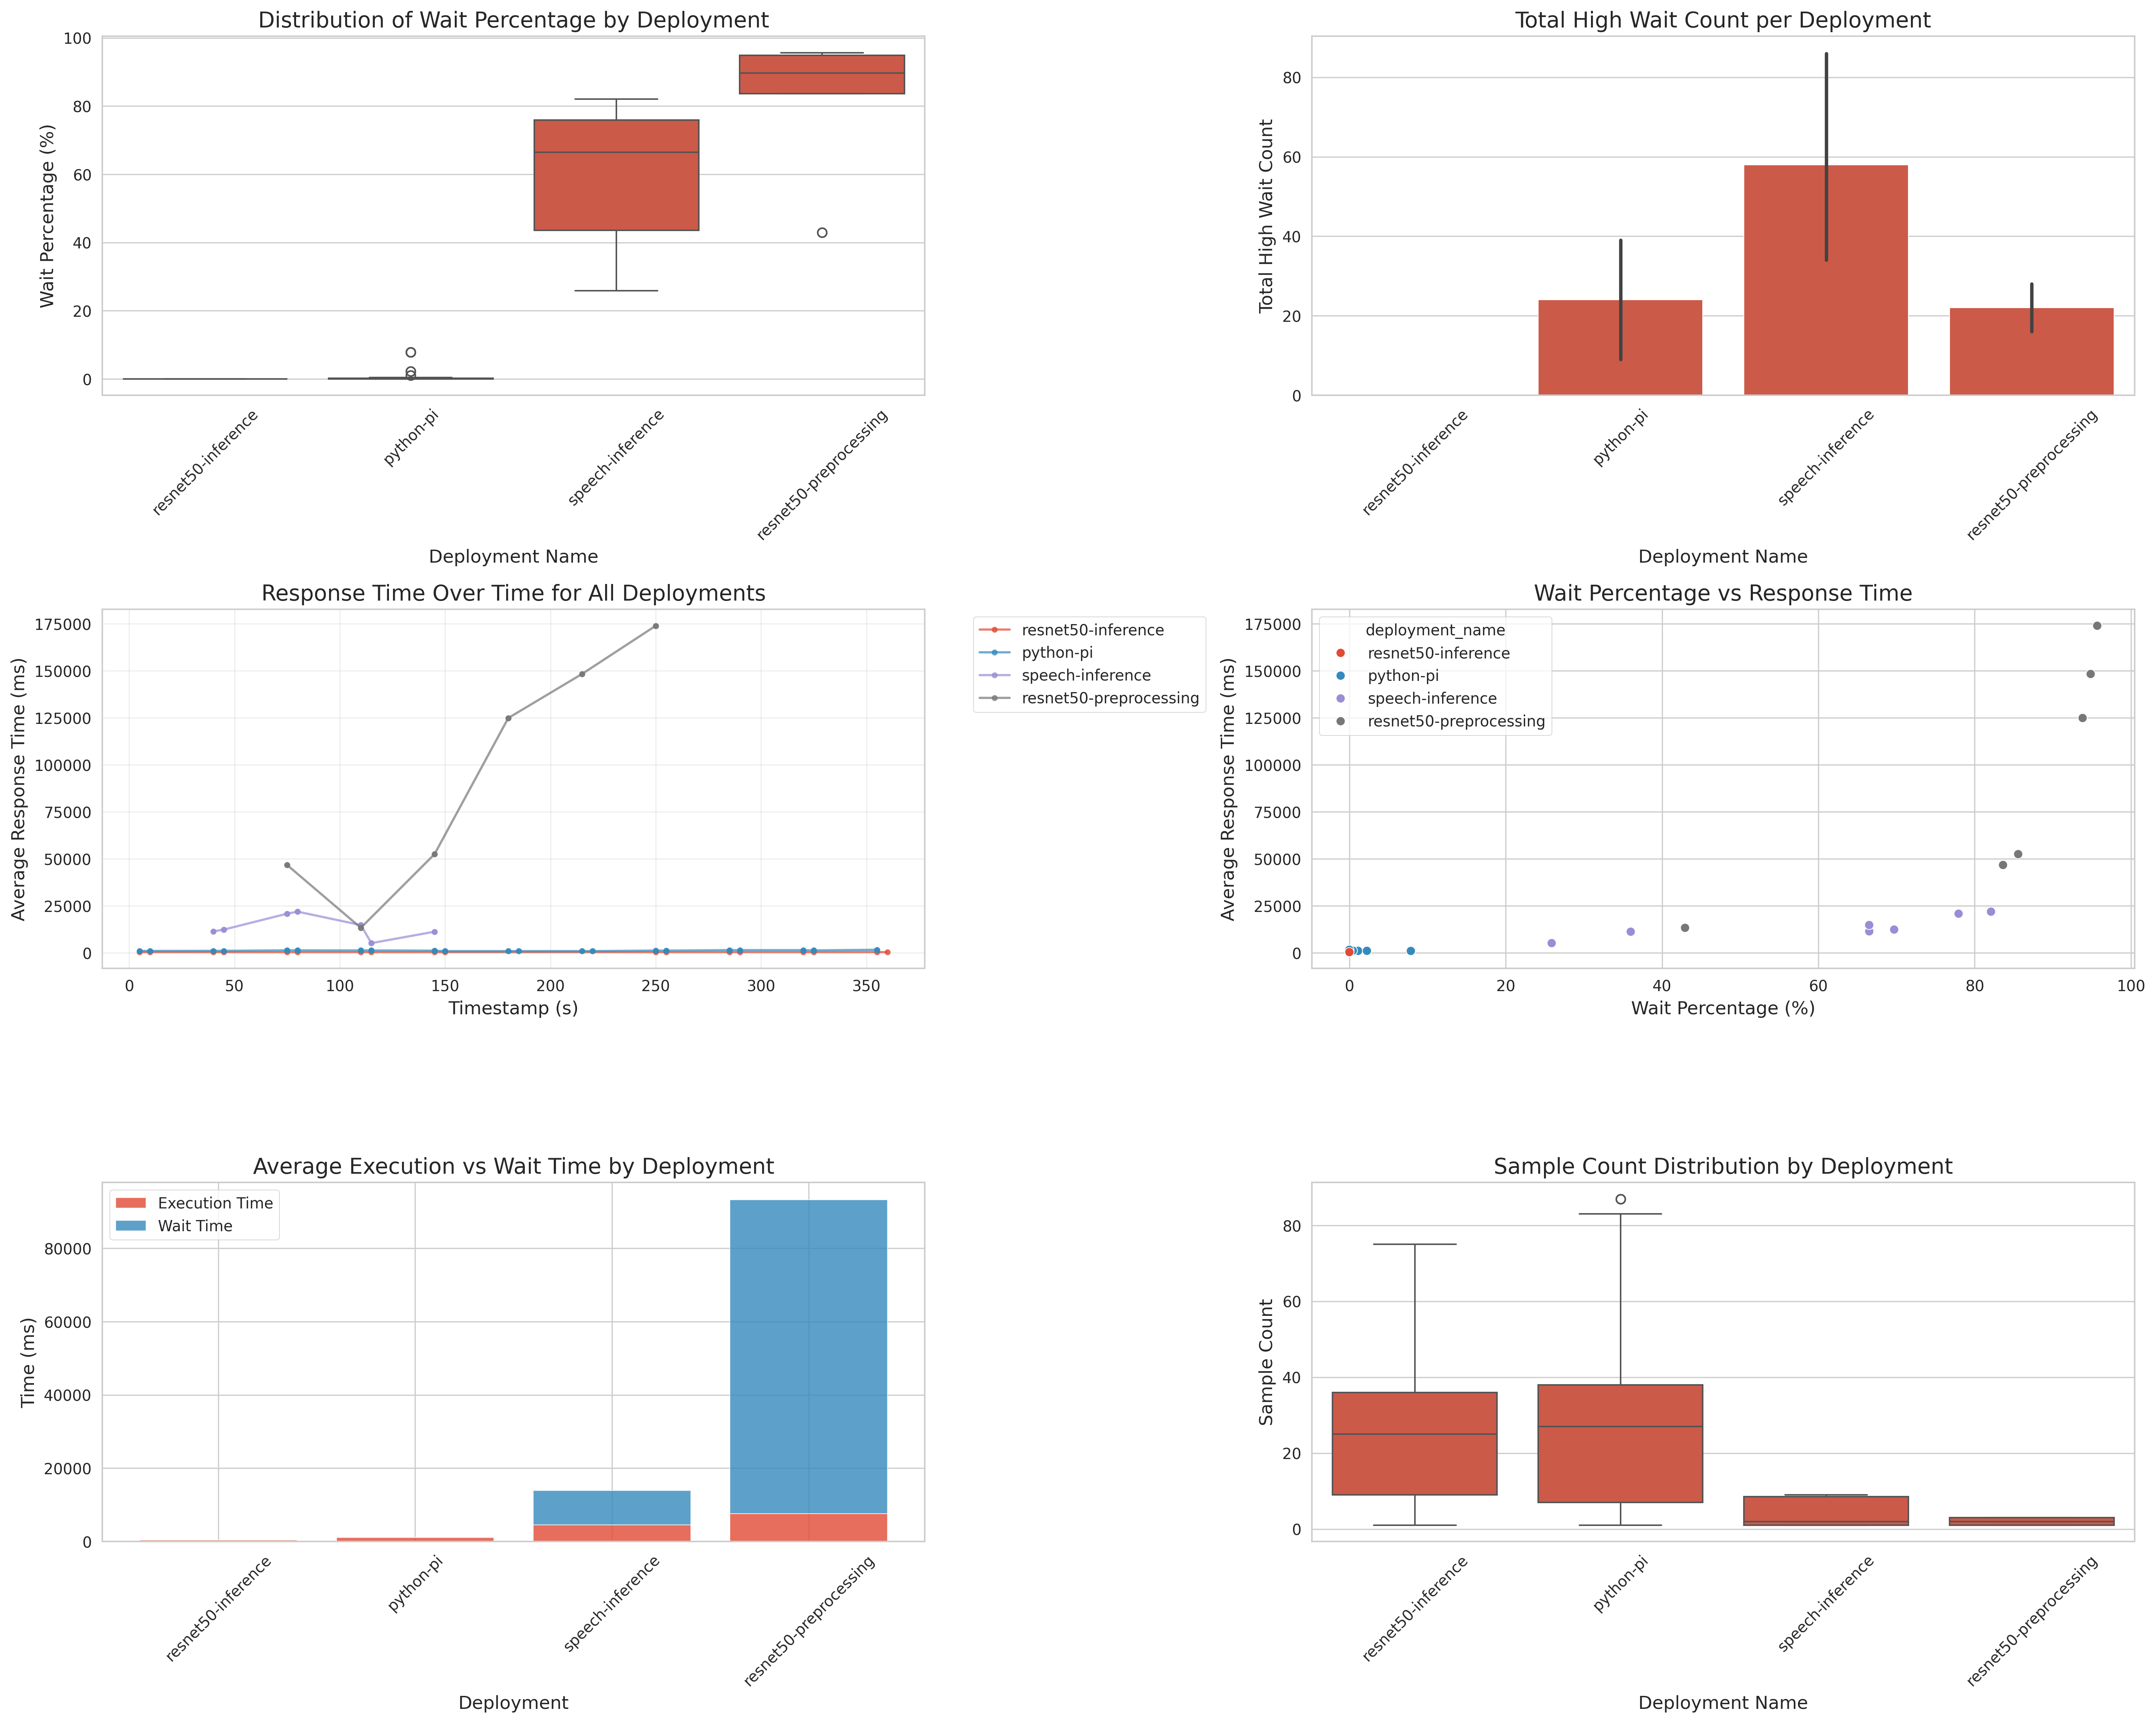 Distribution of Wait Percentage by Deployment
Wait Percentage (%)
100
80
60
40
20
0
resnet50-inference
python-pi
speech-inference
resnet50-preprocessing
Deployment Name
Total High Wait Count per Deployment
Total High Wait Count
80
60
40
20
0
resnet50-inference
python-pi
speech-inference
resnet50-preprocessing
Deployment Name
Response Time Over Time for All Deployments
Average Response Time (ms)
175000
150000
125000
100000
75000
50000
25000
0
0
50
100
150
200
250
300
350
Timestamp (s)
resnet50-inference
python-pi
speech-inference
resnet50-preprocessing
Wait Percentage vs Response Time
Average Response Time (ms)
175000
150000
125000
100000
75000
50000
25000
0
deployment_name
resnet50-inference
python-pi
speech-inference
resnet50-preprocessing
0
20
40
60
80
100
Wait Percentage (%)
Average Execution vs Wait Time by Deployment
Time (ms)
80000
60000
40000
20000
0
Execution Time
Wait Time
resnet50-inference
python-pi
speech-inference
resnet50-preprocessing
Deployment
Sample Count Distribution by Deployment
Sample Count
80
60
40
20
0
resnet50-inference
python-pi
speech-inference
resnet50-preprocessing
Deployment Name